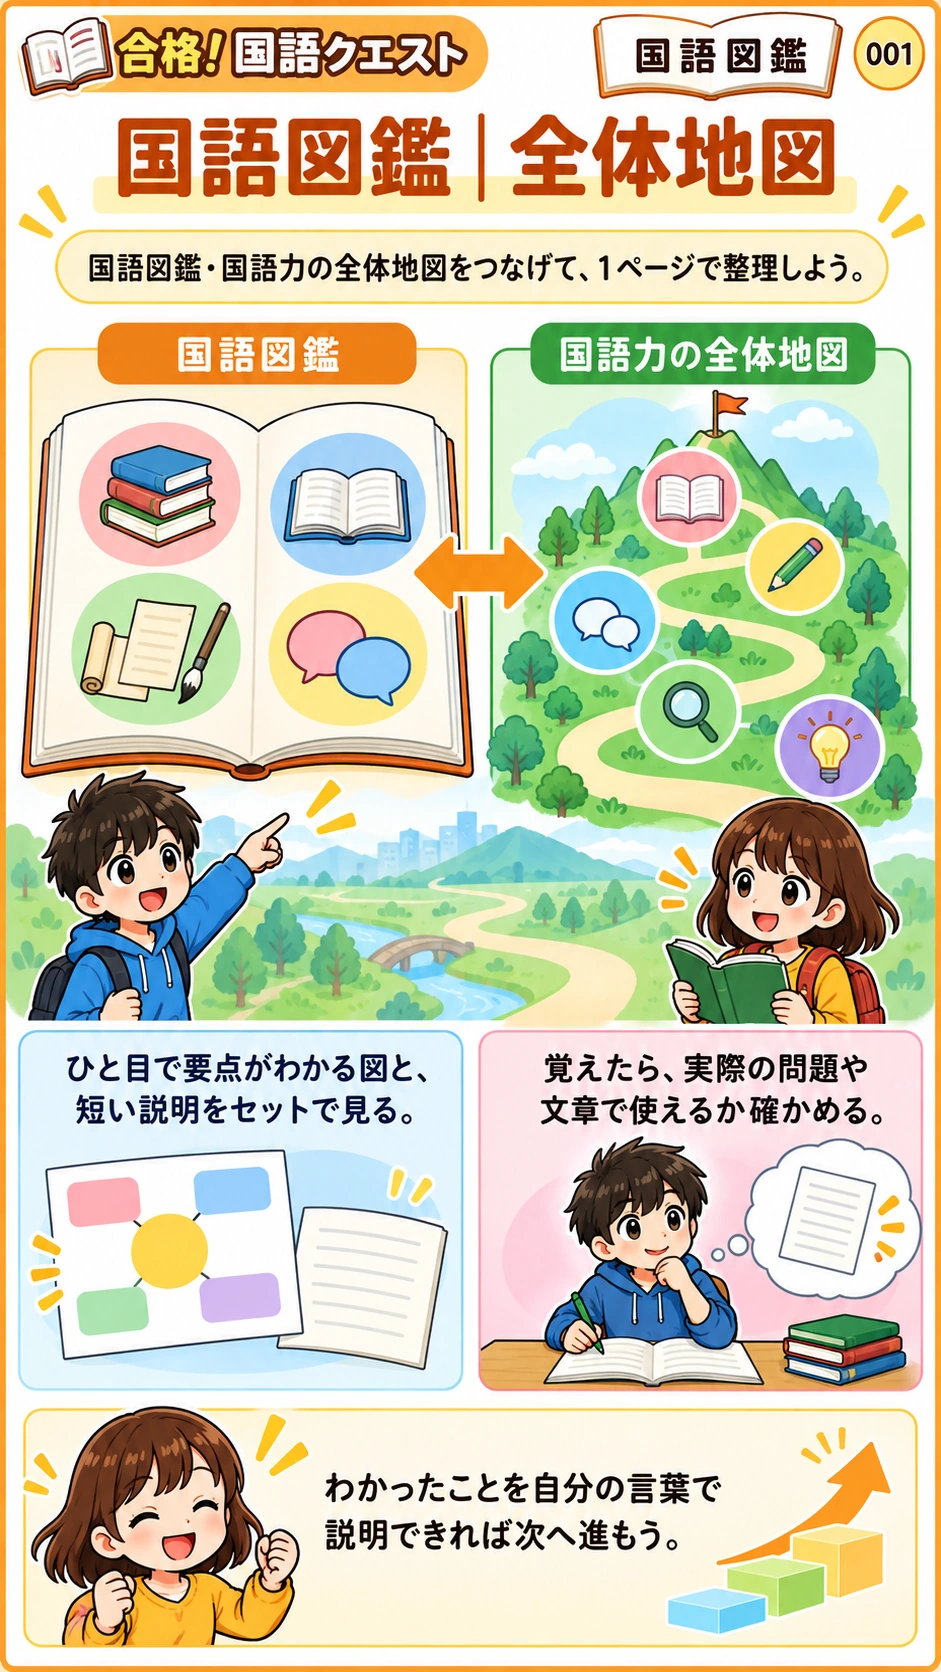 合格!国語クエスト
国語図鑑
001
国語図鑑｜全体地図
国語図鑑・国語力の全体地図をつなげて、1ページで整理しよう。
国語図鑑
国語力の全体地図
ひと目で要点がわかる図と、
短い説明をセットで見る。
覚えたら、実際の問題や
文章で使えるか確かめる。
わかったことを自分の言葉で
説明できれば次へ進もう。